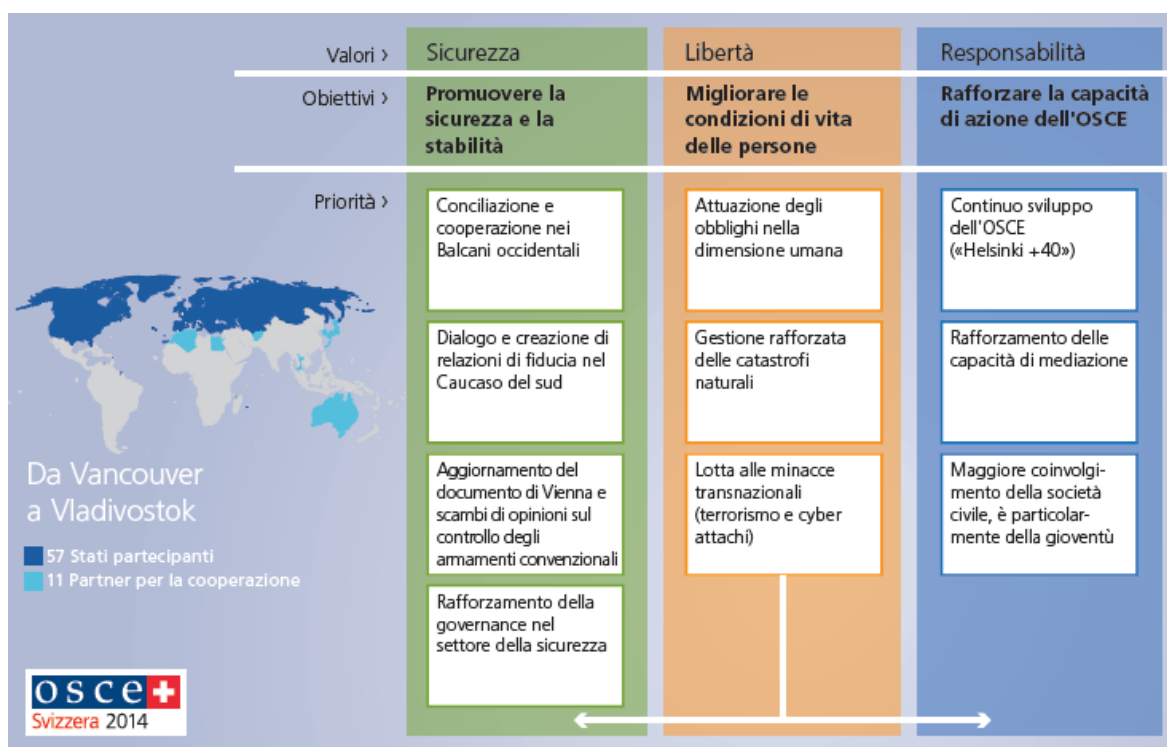 Valori ›
Sicurezza
Libertà
Responsabilità
Obiettivi ›
Promuovere la
sicurezza e la
stabilità
Migliorare le
condizioni di vita
delle persone
Rafforzare la capacità
di azione dell'OSCE
Priorità ›
Conciliazione e
cooperazione nei
Balcani occidentali
Dialogo e creazione di
relazioni di fiducia nel
Caucaso del sud
Aggiornamento del
documento di Vienna e
scambi di opinioni sul
controllo degli
armamenti convenzionali
Rafforzamento della
governance nel
settore della sicurezza
Attuazione degli
obblighi nella
dimensione umana
Gestione rafforzata
delle catastrofi
naturali
Lotta alle minacce
transnazionali
(terrorismo e cyber
attachi)
Continuo sviluppo
dell'OSCE
(«Helsinki +40»)
Rafforzamento delle
capacità di mediazione
Maggiore coinvolgi-
mento della società
civile, è particolar-
mente della gioventù
Da Vancouver
a Vladivostok
57 Stati partecipanti
11 Partner per la cooperazione
osce
Svizzera 2014